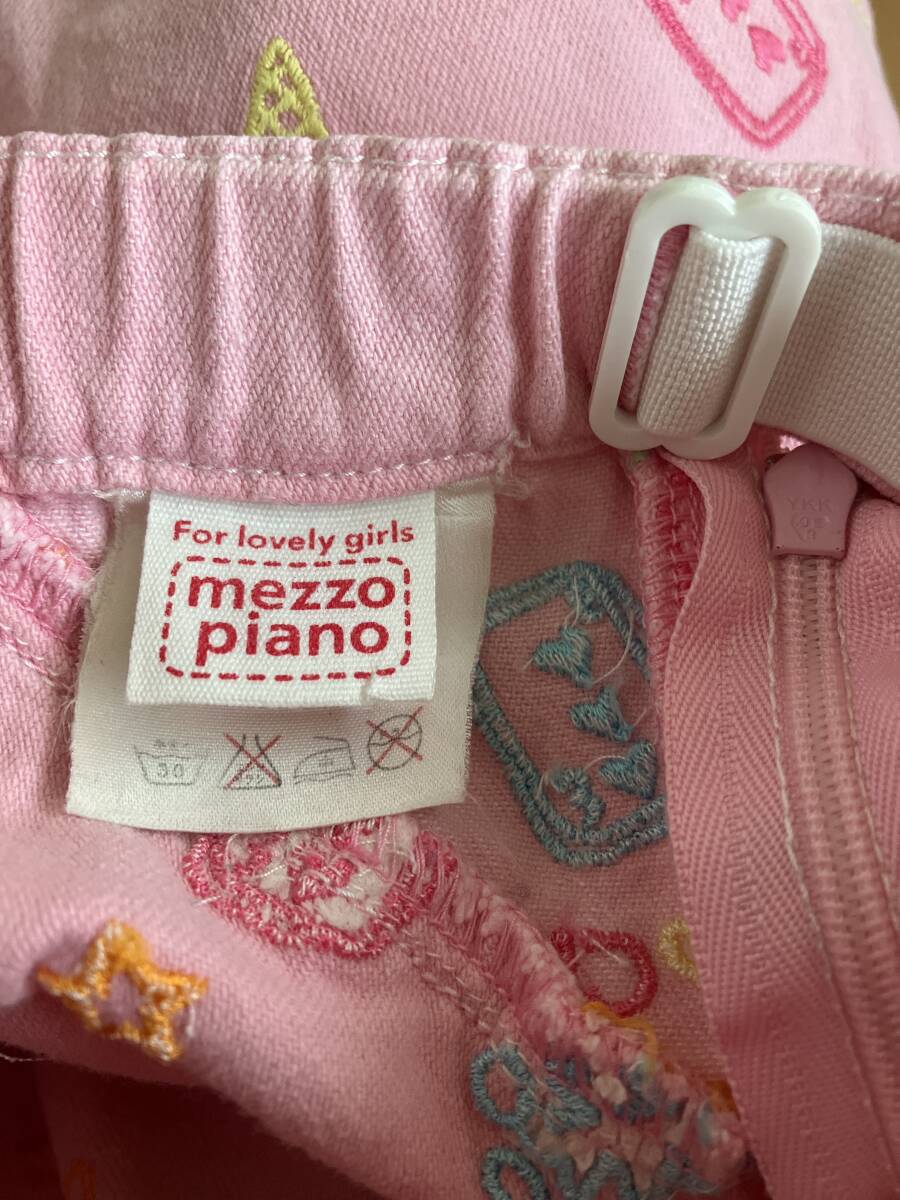 For lovely girls
mezzo
piano
30
YKK